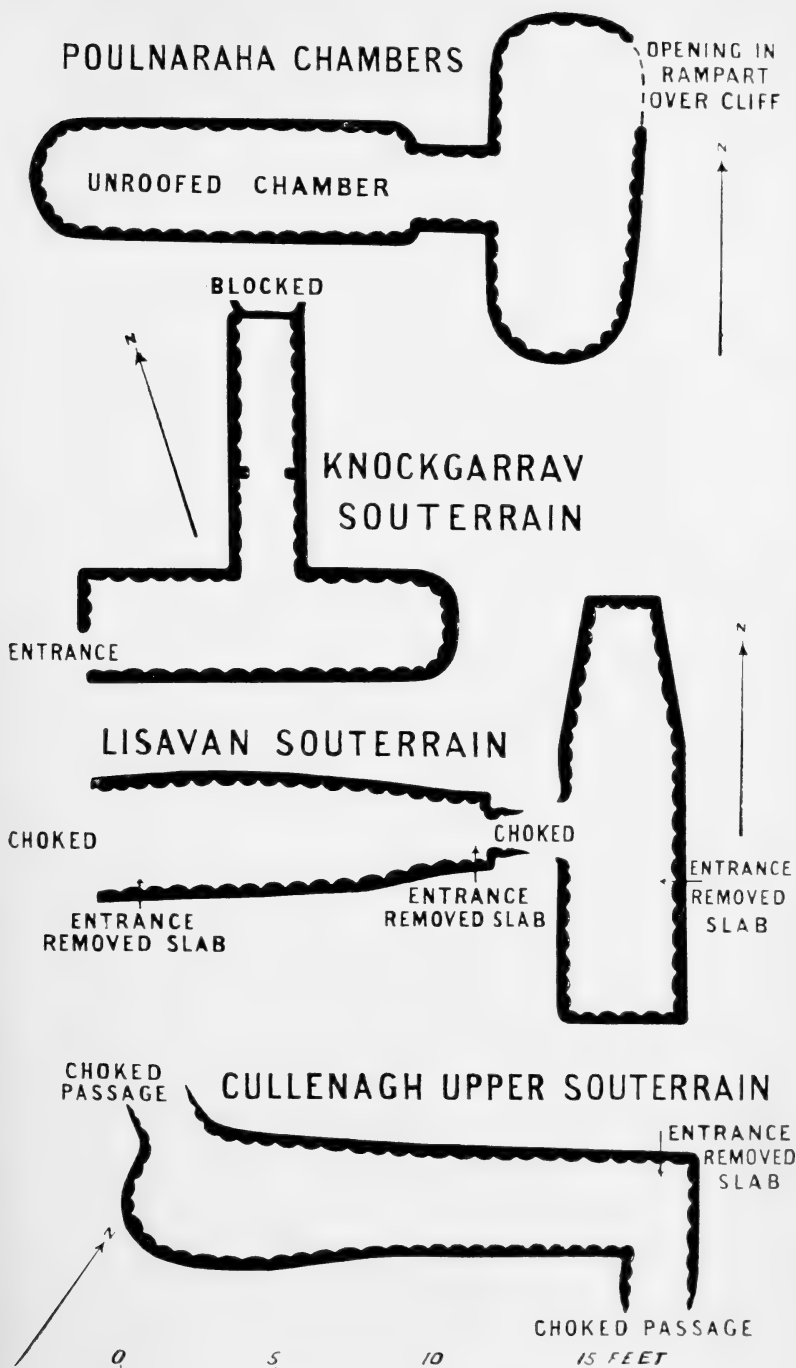 POULNARAHA CHAMBERS
OPENING IN
RAMPART
OVER CLIFF
UNROOFED CHAMBER
N
BLOCKED
N
KNOCKGARRAV
SOUTERRAIN
ENTRANCE
N
LISAVAN SOUTERRAIN
CHOKED
CHOKED
ENTRANCE
REMOVED SLAB
ENTRANCE
REMOVED SLAB
ENTRANCE
REMOVED
SLAB
CHOKED
PASSAGE
CULLENAGH UPPER SOUTERRAIN
ENTRANCE
REMOVED
SLAB
N
CHOKED PASSAGE
0 5 10 15 FEET